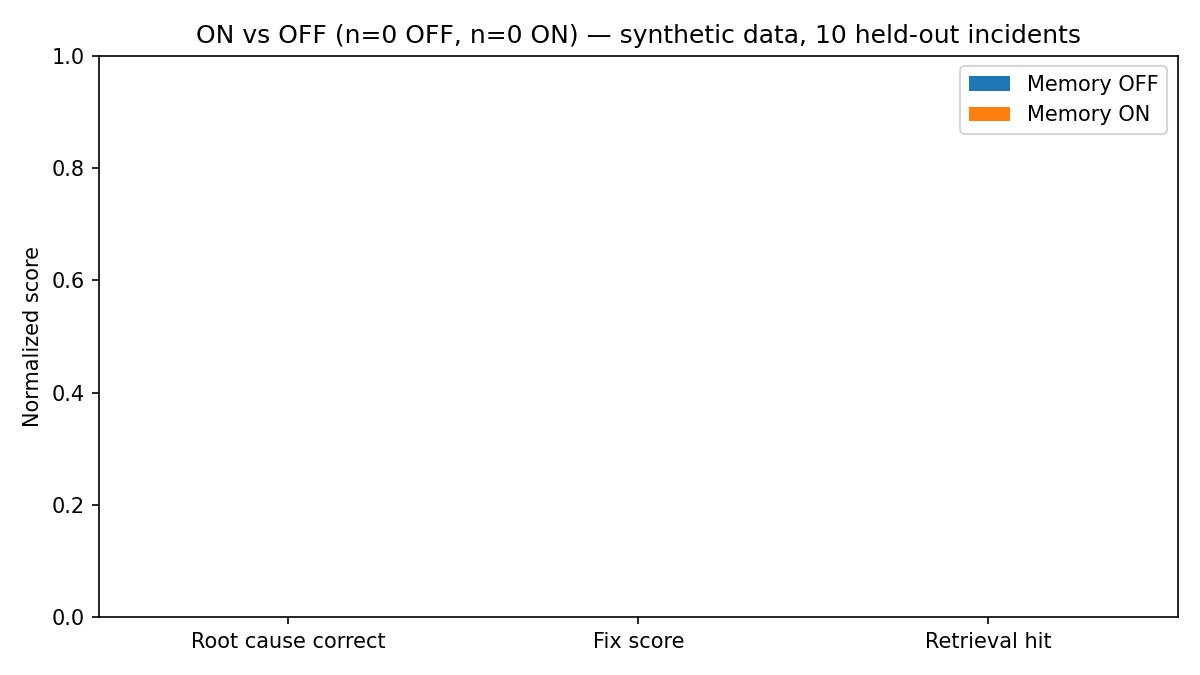 ON vs OFF (n=0 OFF, n=0 ON) — synthetic data, 10 held-out incidents
Memory OFF
Memory ON
Normalized score
1.0
0.8
0.6
0.4
0.2
0.0
Root cause correct
Fix score
Retrieval hit